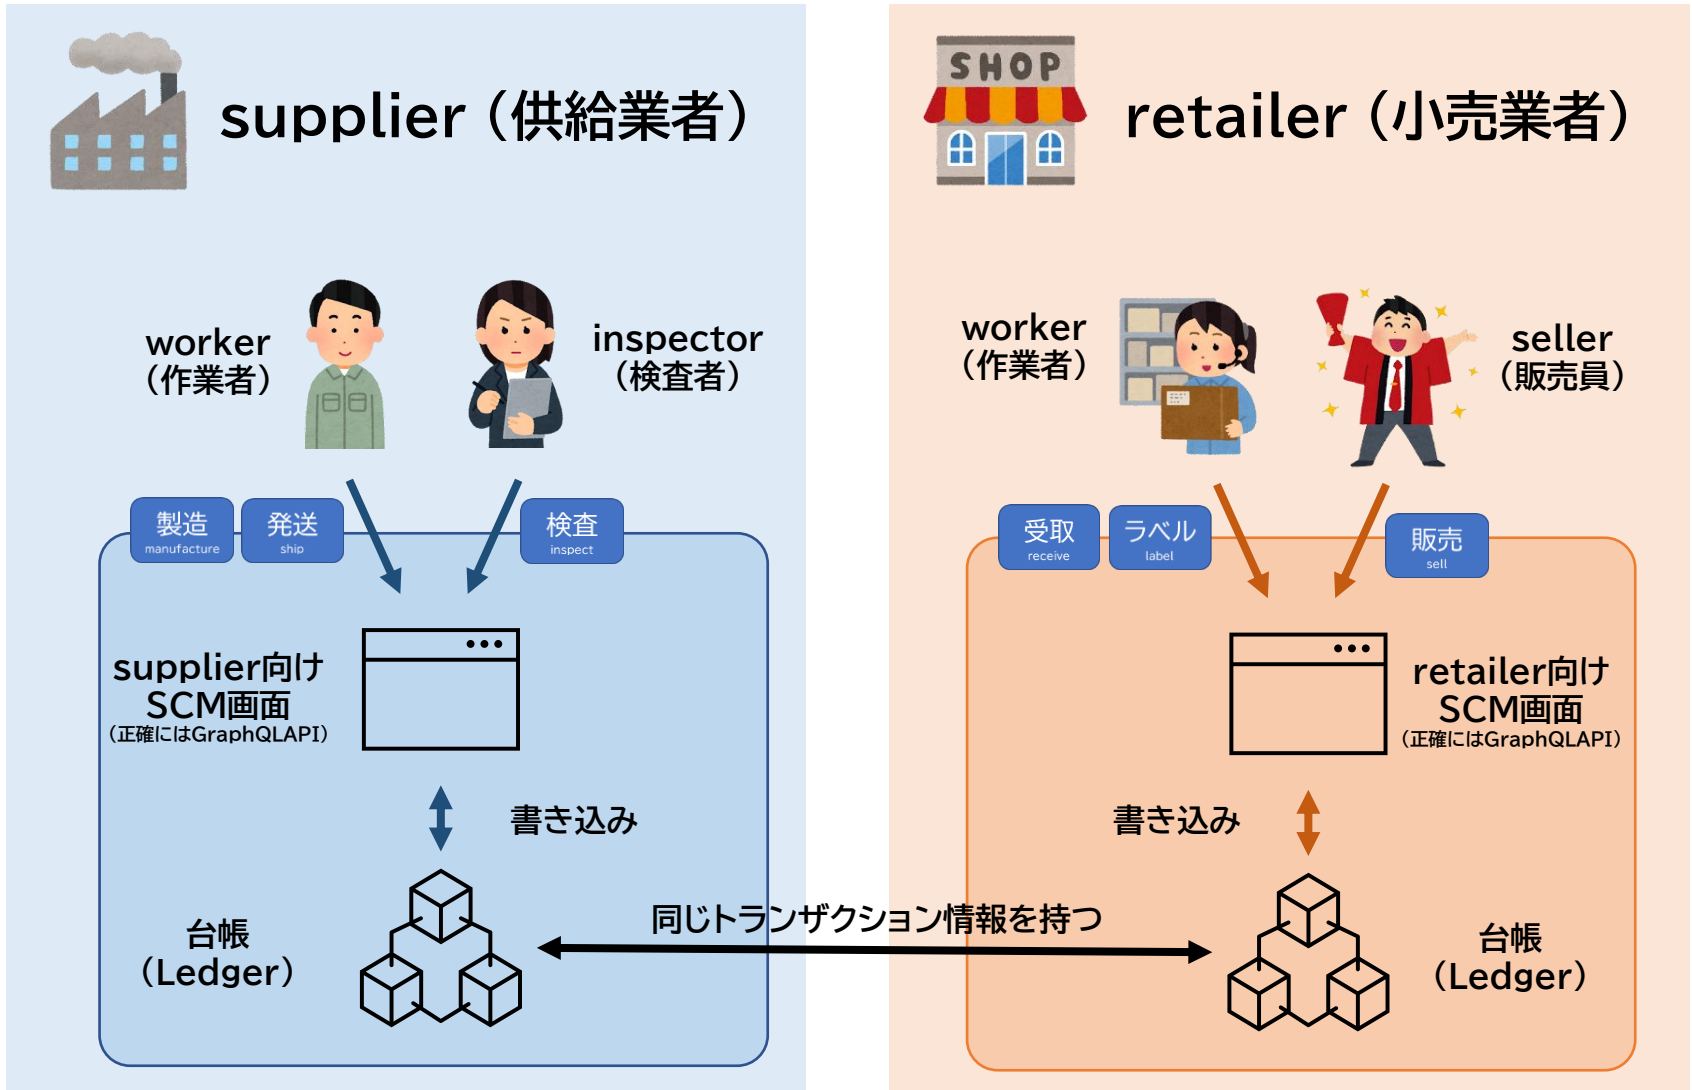 supplier（供給業者）
worker
（作業者）
inspector
（検査者）
製造
manufacture
発送
ship
検査
inspect
supplier向け
SCM画面
（正確にはGraphQLAPI）
書き込み
台帳
（Ledger）
同じトランザクション情報を持つ
SHOP
retailer（小売業者）
worker
（作業者）
seller
（販売員）
受取
receive
ラベル
label
販売
sell
retailer向け
SCM画面
（正確にはGraphQLAPI）
書き込み
台帳
（Ledger）